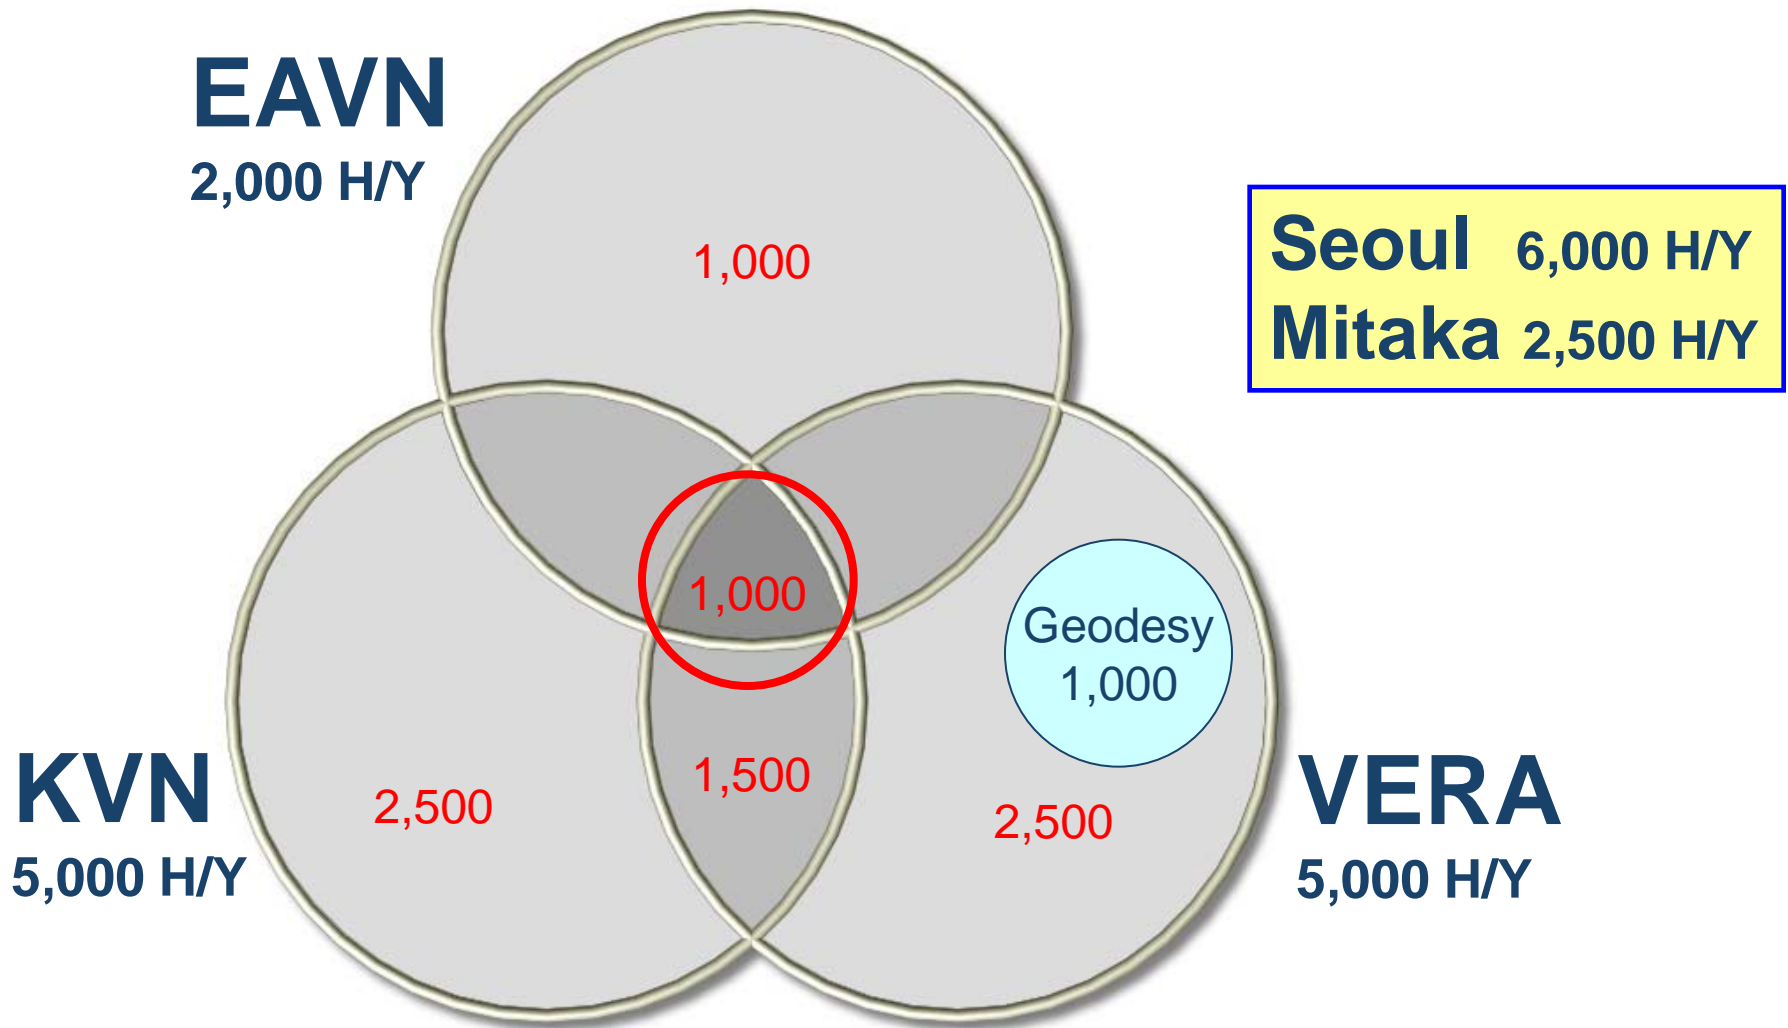 EAVN
2,000 H/Y
1,000
Seoul 6,000 H/Y
Mitaka 2,500 H/Y
1,000
Geodesy
1,000
KVN
5,000 H/Y
2,500
1,500
2,500
VERA
5,000 H/Y